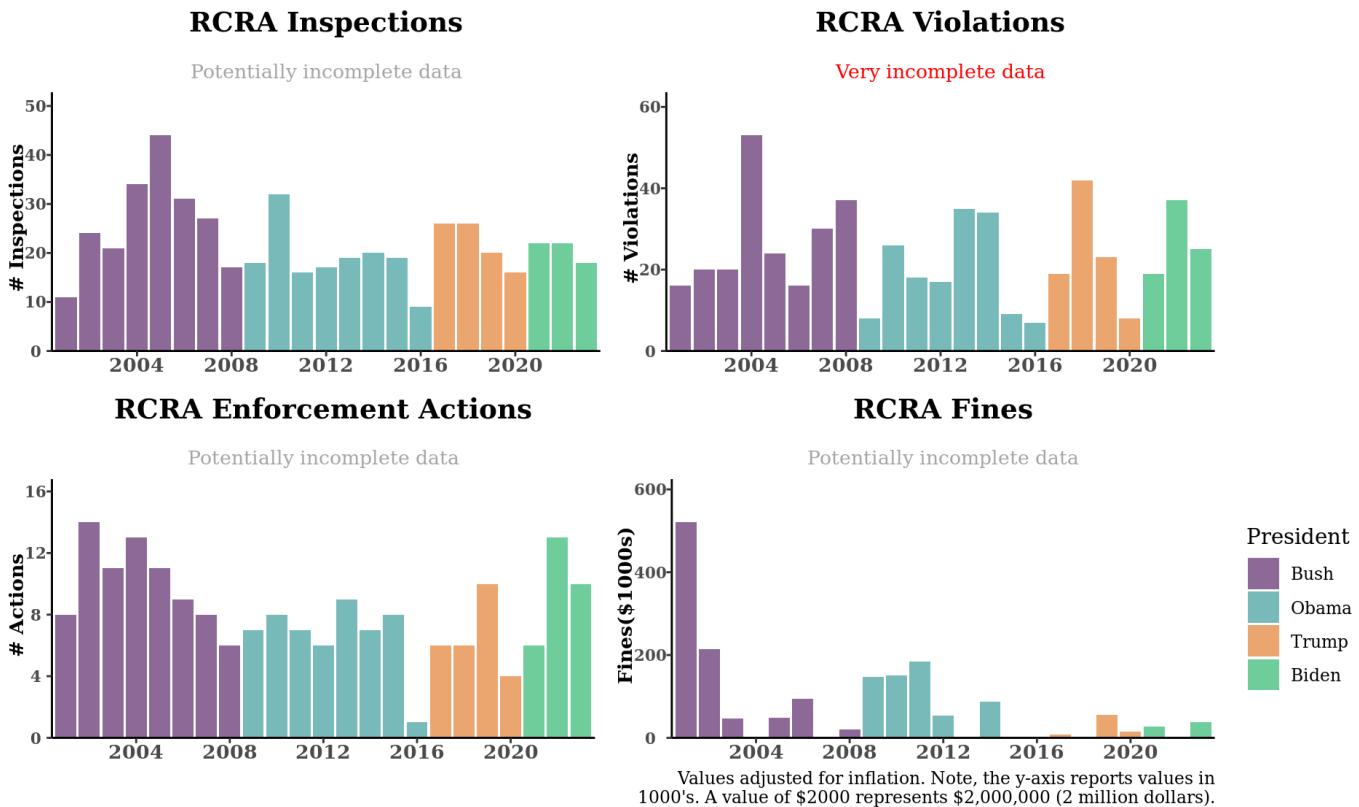 RCRA Inspections
Potentially incomplete data
# Inspections
50
40
30
20
10
0
2004 2008 2012 2016 2020
RCRA Violations
Very incomplete data
# Violations
60
40
20
0
2004 2008 2012 2016 2020
RCRA Enforcement Actions
Potentially incomplete data
# Actions
16
12
8
4
0
2004 2008 2012 2016 2020
RCRA Fines
Potentially incomplete data
Fines($1000s)
600
400
200
0
2004 2008 2012 2016 2020
President
Bush
Obama
Trump
Biden
Values adjusted for inflation. Note, the y-axis reports values in
1000's. A value of $2000 represents $2,000,000 (2 million dollars).